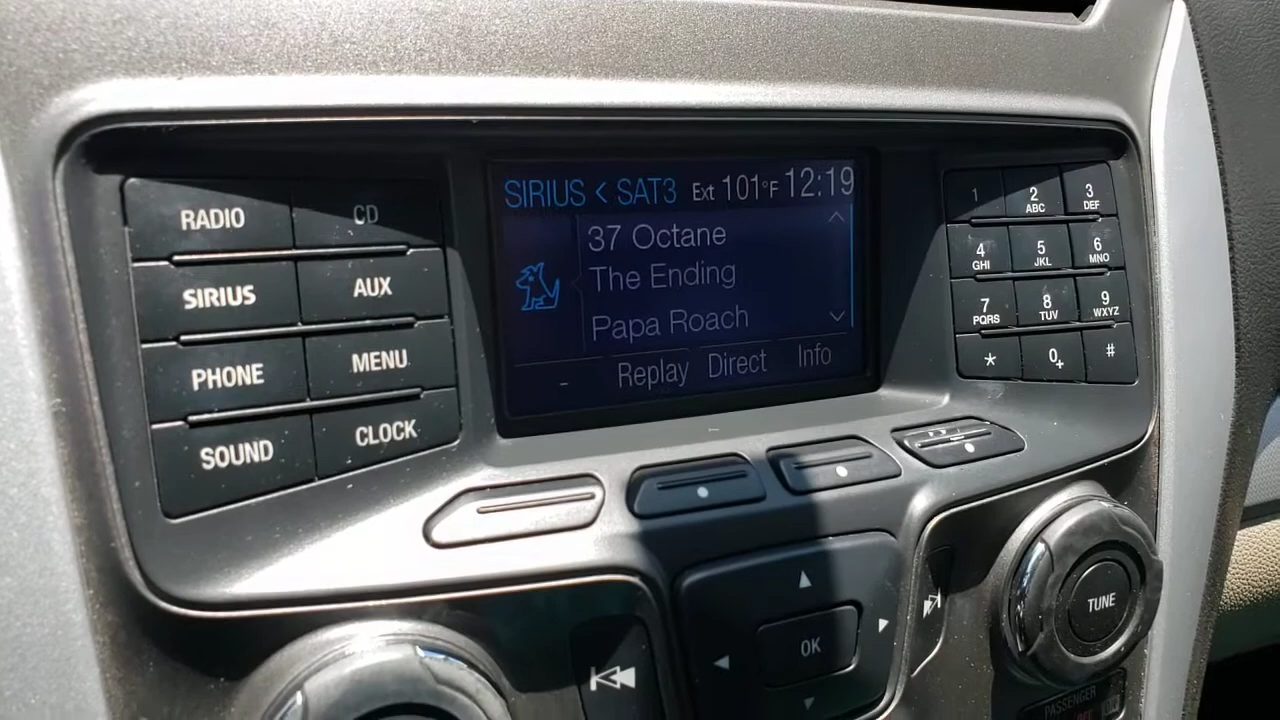 SIRIUS < SAT3 Ext 101°F 12:19
37 Octane
The Ending
Papa Roach
- Replay Direct Info
RADIO CD
SIRIUS AUX
PHONE MENU
SOUND CLOCK
1 2 ABC 3 DEF
4 GHI 5 JKL 6 MNO
7 PQRS 8 TUV 9 WXYZ
* 0+ #
OK
TUNE
PASSENGER